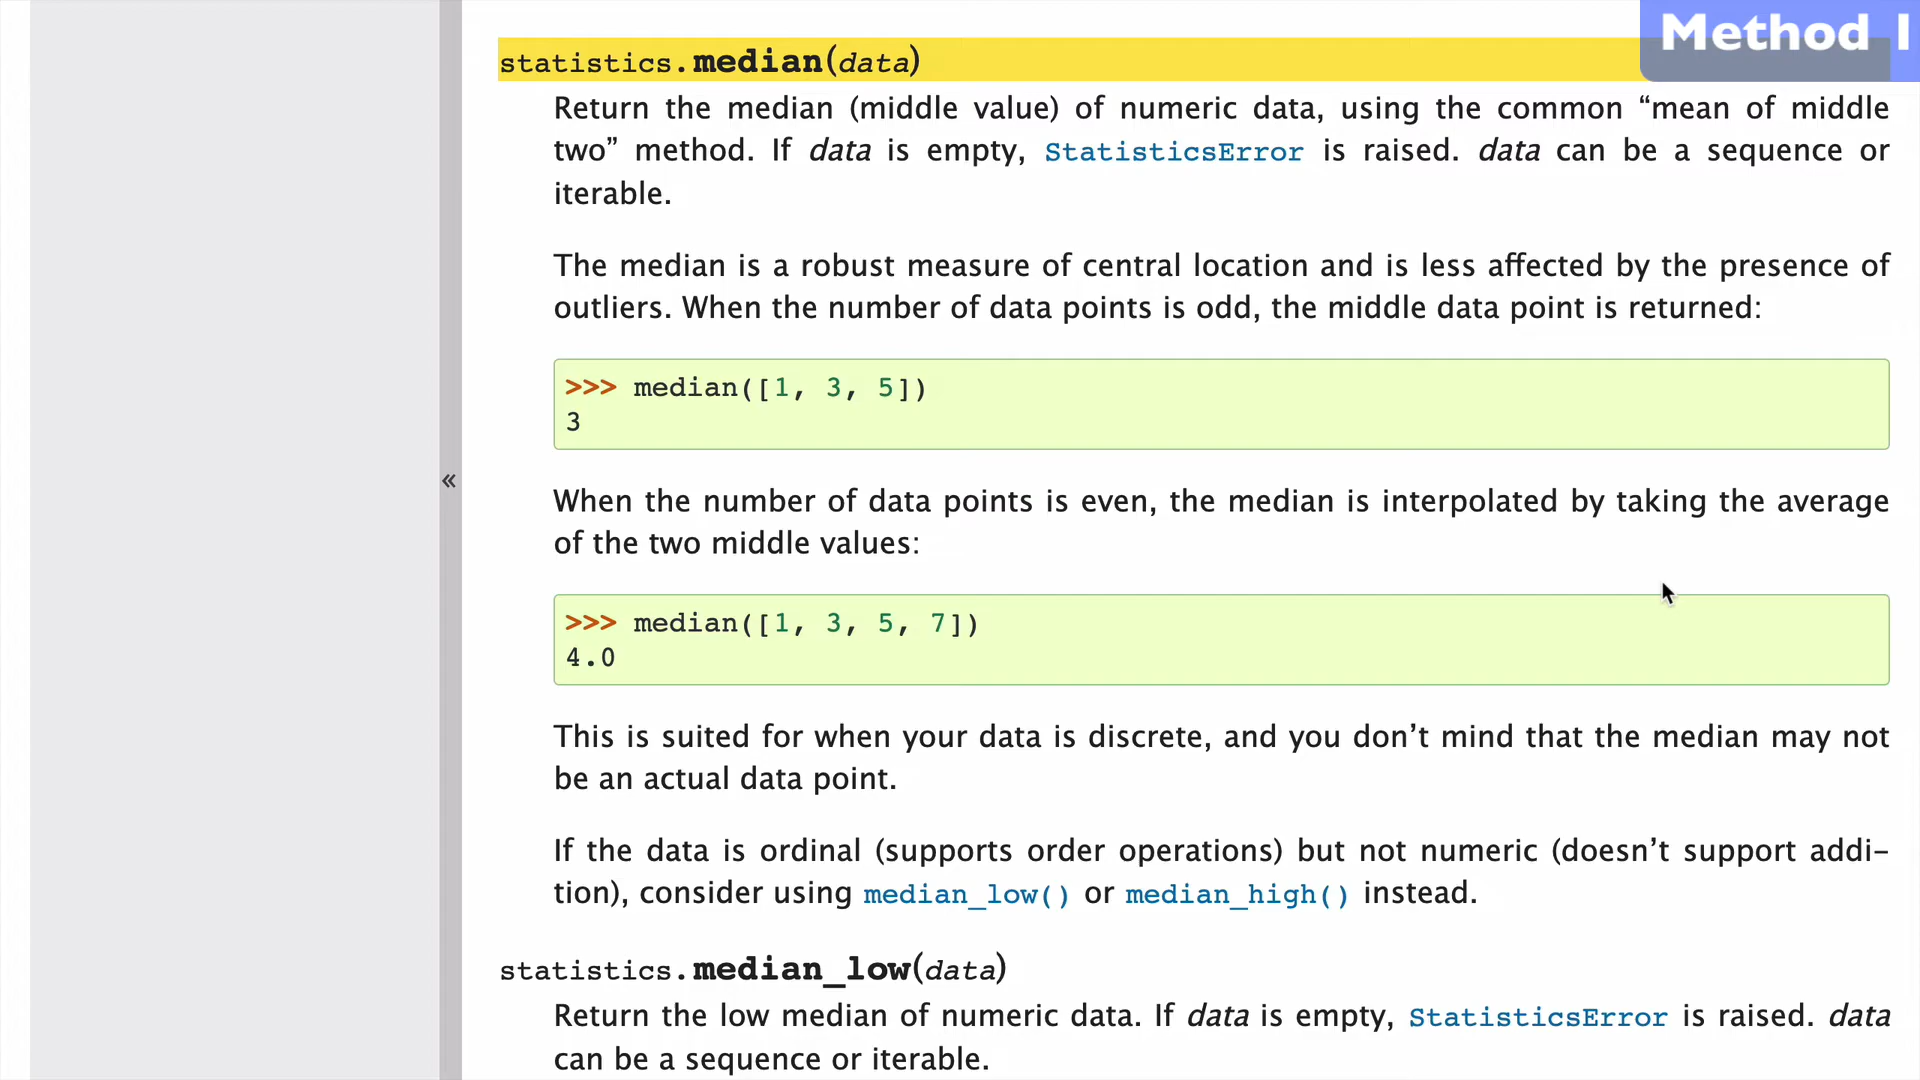 Method 1
statistics.median(data)
Return the median (middle value) of numeric data, using the common “mean of middle
two” method. If data is empty, StatisticsError is raised. data can be a sequence or
iterable.
The median is a robust measure of central location and is less affected by the presence of
outliers. When the number of data points is odd, the middle data point is returned:
>>> median([1, 3, 5])
3
«
When the number of data points is even, the median is interpolated by taking the average
of the two middle values:
>>> median([1, 3, 5, 7])
4.0
This is suited for when your data is discrete, and you don’t mind that the median may not
be an actual data point.
If the data is ordinal (supports order operations) but not numeric (doesn’t support addi-
tion), consider using median_low() or median_high() instead.
statistics.median_low(data)
Return the low median of numeric data. If data is empty, StatisticsError is raised. data
can be a sequence or iterable.